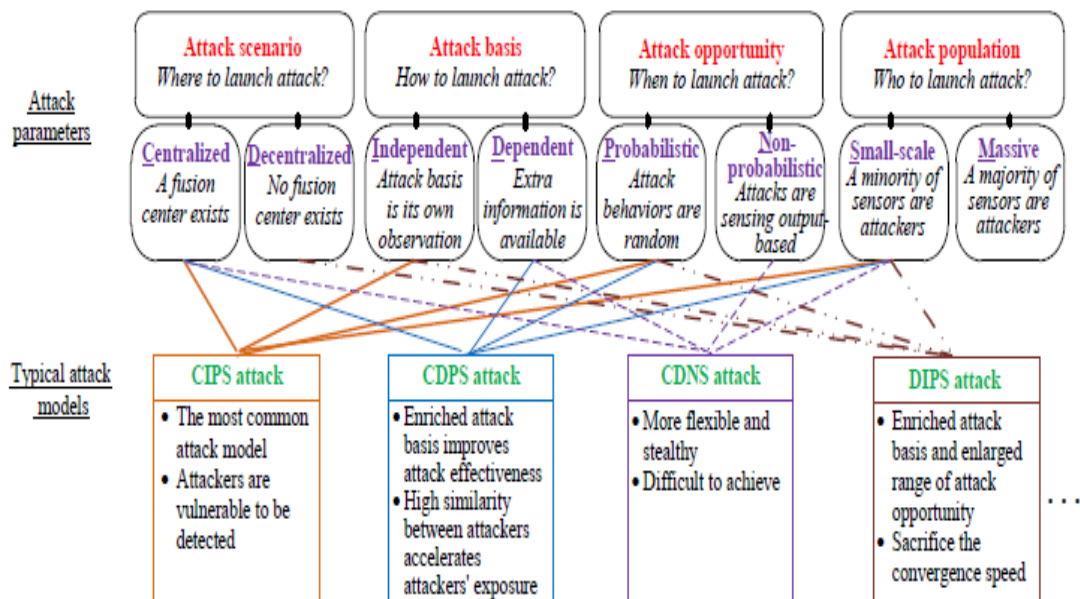 Attack scenario
Where to launch attack?
Attack basis
How to launch attack?
Attack opportunity
When to launch attack?
Attack population
Who to launch attack?
Attack
parameters
Centralized
A fusion
center exists
Decentralized
No fusion
center exists
Independent
Attack basis
is its own
observation
Dependent
Extra
information is
available
Probabilistic
Attack
behaviors are
random
Non-
probabilistic
Attacks are
sensing output-
based
Small-scale
A minority of
sensors are
attackers
Massive
A majority of
sensors are
attackers
Typical attack
models
CIPS attack
• The most common
attack model
• Attackers are
vulnerable to be
detected
CDPS attack
• Enriched attack
basis improves
attack effectiveness
• High similarity
between attackers
accelerates
attackers' exposure
CDNS attack
• More flexible and
stealthy
• Difficult to achieve
DIPS attack
• Enriched attack
basis and enlarged
range of attack
opportunity
• Sacrifice the
convergence speed
...